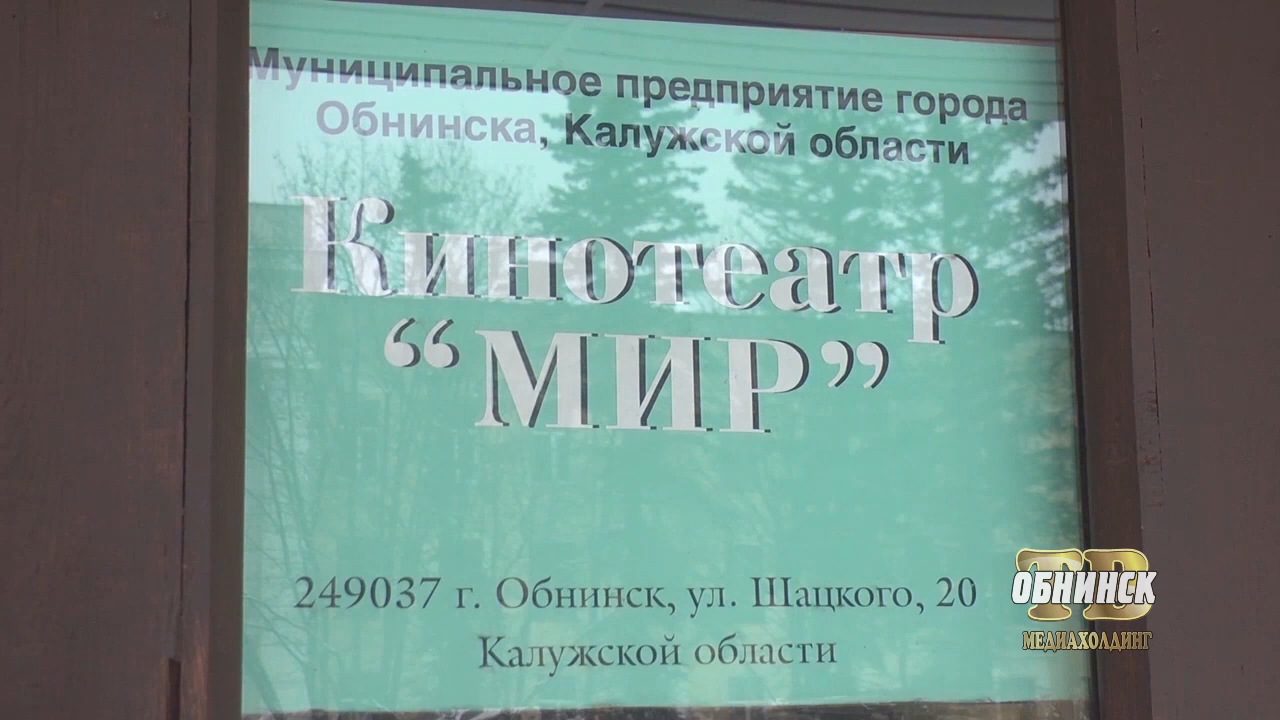 Муниципальное предприятие города
Обнинска, Калужской области
Кинотеатр
“МИР”
249037 г. Обнинск, ул. Шацкого, 20
Калужской области
ТВ
ОБНИНСК
МЕДИАХОЛДИНГ